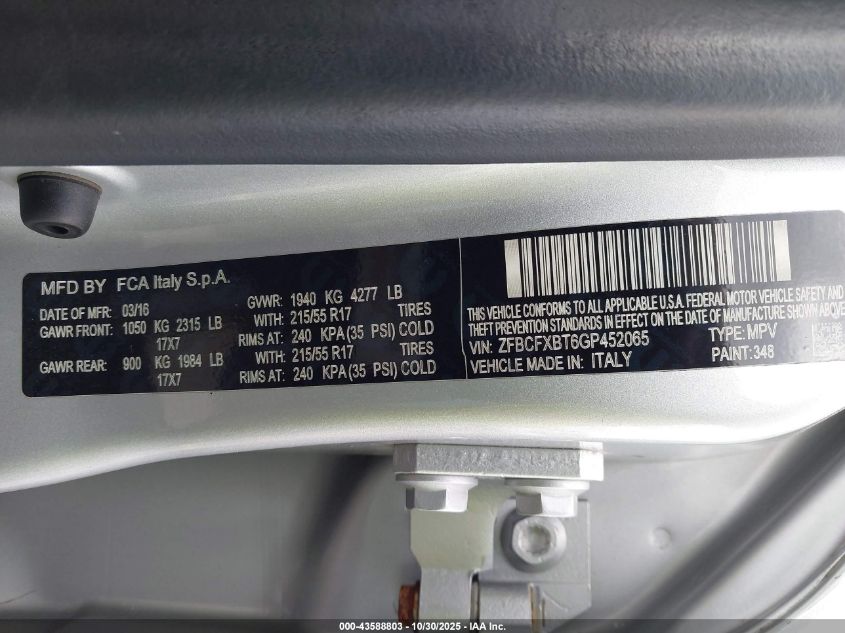 MFD BY FCA Italy S.p.A.
DATE OF MFR: 03/16 GVWR: 1940 KG 4277 LB
GAWR FRONT: 1050 KG 2315 LB WITH: 215/55 R17 TIRES
17X7 RIMS AT: 240 KPA (35 PSI) COLD
GAWR REAR: 900 KG 1984 LB WITH: 215/55 R17 TIRES
17X7 RIMS AT: 240 KPA (35 PSI) COLD
THIS VEHICLE CONFORMS TO ALL APPLICABLE U.S.A. FEDERAL MOTOR VEHICLE SAFETY AND
THEFT PREVENTION STANDARDS IN EFFECT ON THE DATE OF MANUFACTURE SHOWN ABOVE
VIN: ZFBCFXBT6GP452065 TYPE: MPV
VEHICLE MADE IN: ITALY PAINT: 348
000-43588803 - 10/30/2025 - IAA Inc.